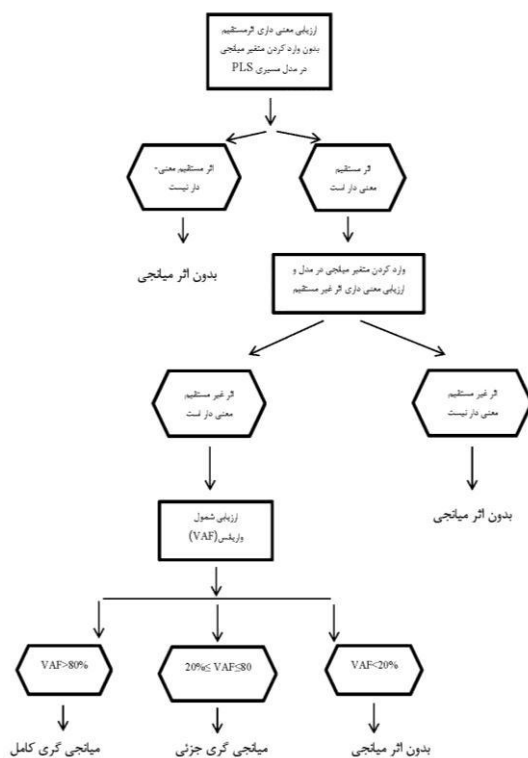 ارزیابی معنی داری اثرمستقیم
بدون وارد کردن متغیر میانجی
در مدل مسیری PLS
اثر مستقیم
معنی دار است
اثر مستقیم معنی-
دار نیست
بدون اثر میانجی
وارد کردن متغیر میانجی در مدل و
ارزیابی معنی داری اثر غیر مستقیم
اثر غیر مستقیم
معنی دار نیست
اثر غیر مستقیم
معنی دار است
بدون اثر میانجی
ارزیابی شمول
واریانس(VAF)
VAF<20%
20%≤ VAF≤80
VAF>80%
بدون اثر میانجی
میانجی گری جزئی
میانجی گری کامل